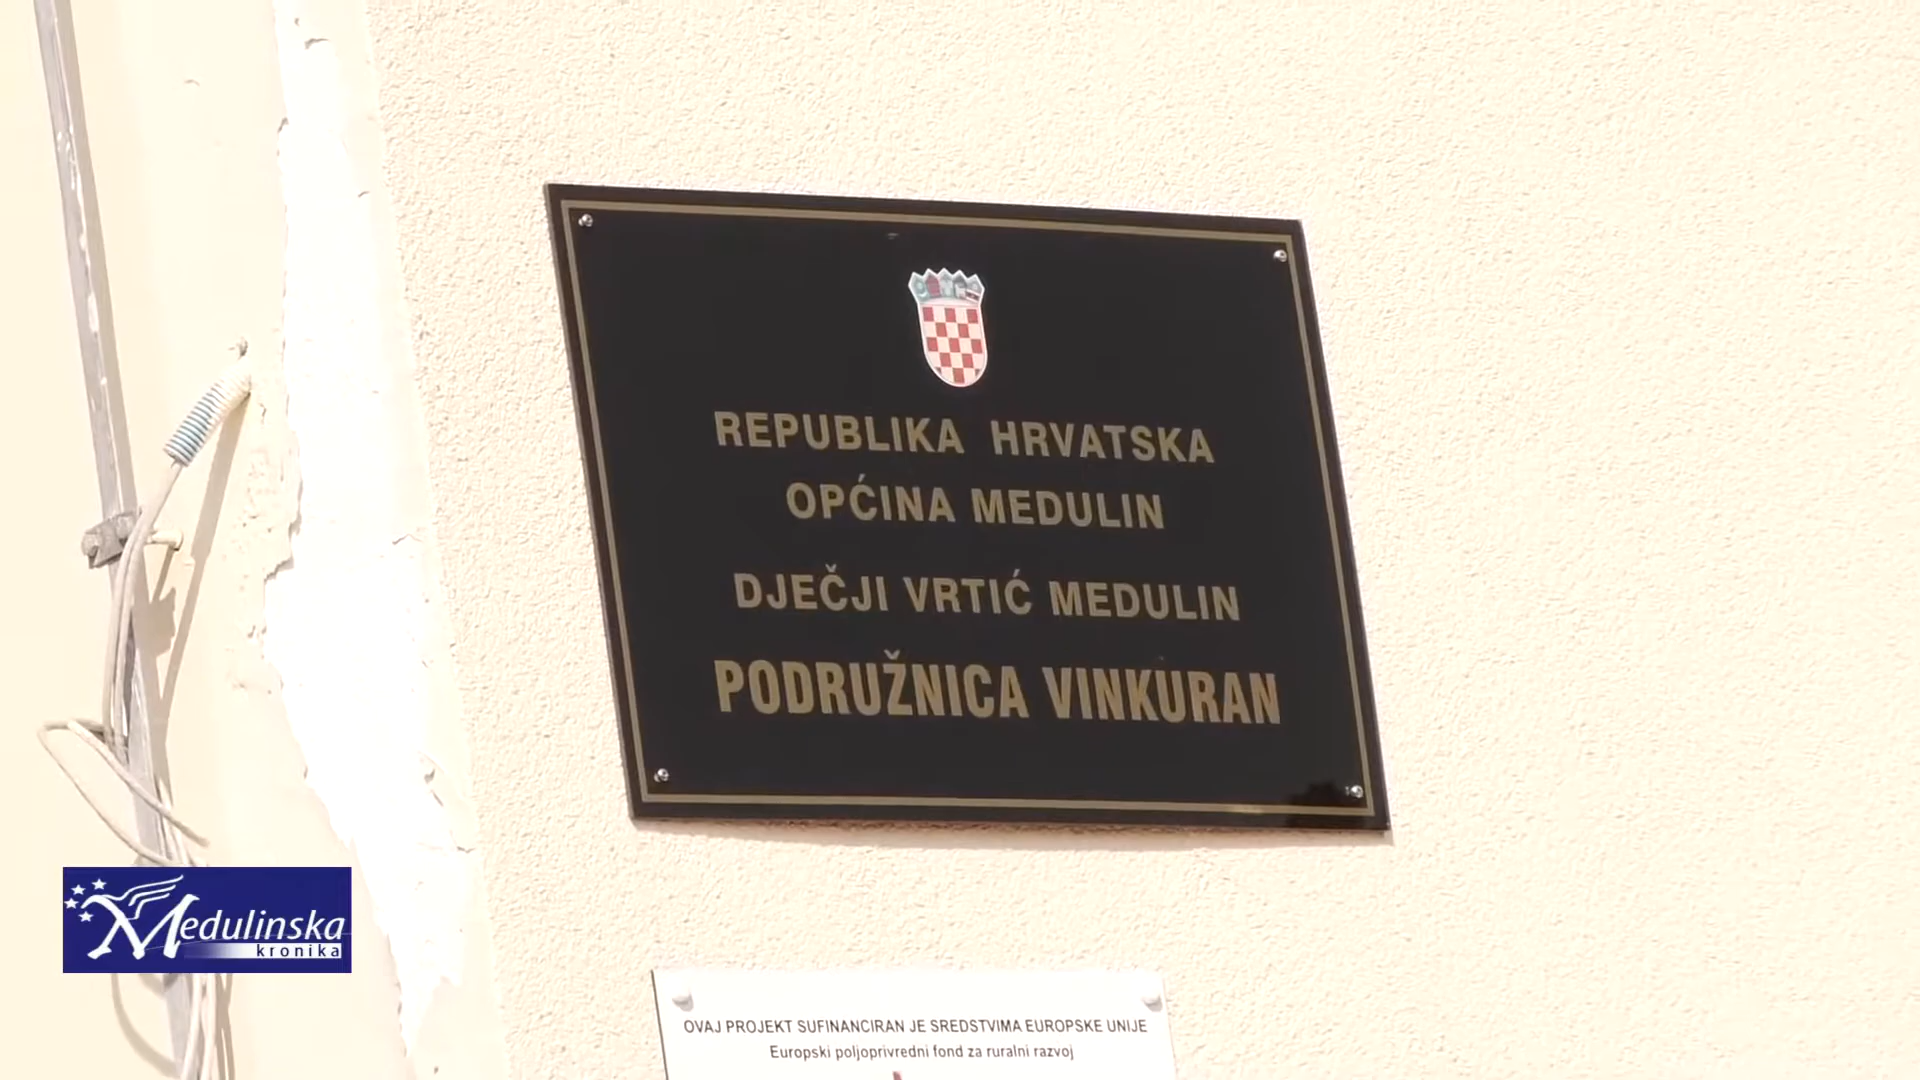 REPUBLIKA HRVATSKA
OPĆINA MEDULIN
DJEČJI VRTIĆ MEDULIN
PODRUŽNICA VINKURAN
Medulinska
kronika
OVAJ PROJEKT SUFINANCIRAN JE SREDSTVIMA EUROPSKE UNIJE
Europski poljoprivredni fond za ruralni razvoj